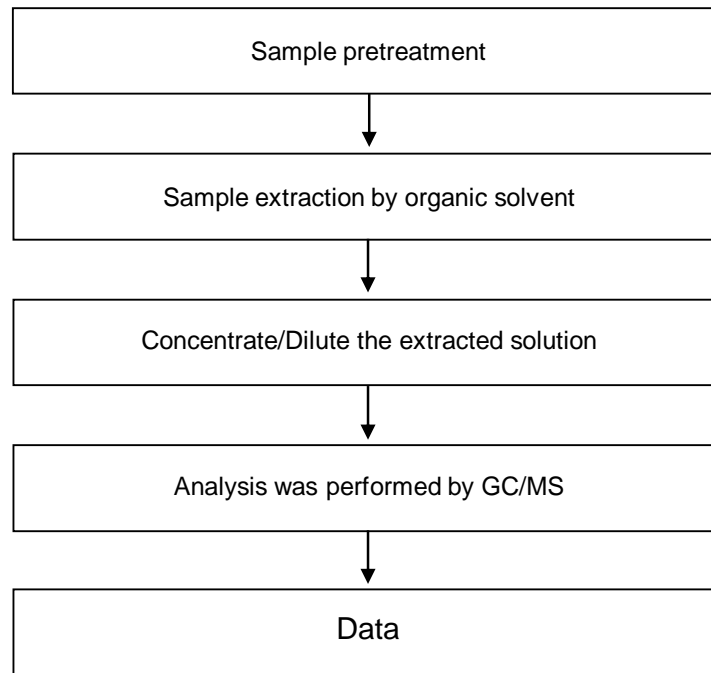 Sample pretreatment
Sample extraction by organic solvent
Concentrate/Dilute the extracted solution
Analysis was performed by GC/MS
Data